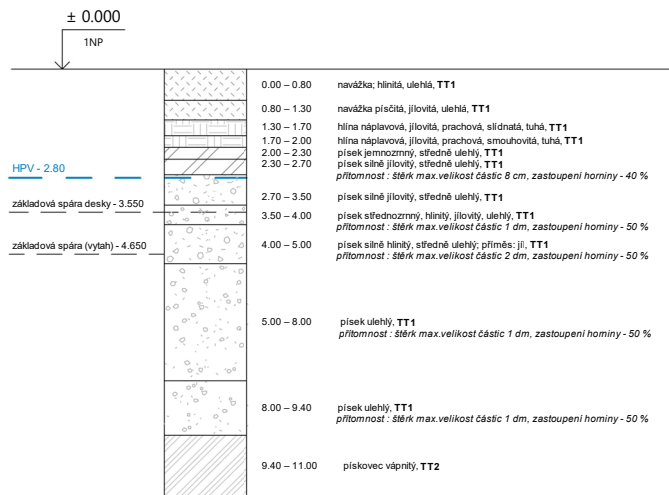 ± 0.000
1NP
0.00 – 0.80 navážka; hlinitá, ulehlá, TT1
0.80 – 1.30 navážka písčitá, jílovitá, ulehlá, TT1
1.30 – 1.70 hlína náplavová, jílovitá, prachová, slídnatá, tuhá, TT1
1.70 – 2.00 hlína náplavová, jílovitá, prachová, smouhovitá, tuhá, TT1
2.00 – 2.30 písek jemnozrnný, středně ulehlý, TT1
2.30 – 2.70 písek silně jílovitý, středně ulehlý, TT1
HPV - 2.80
přítomnost : štěrk max.velikost částic 8 cm, zastoupení horniny - 40 %
2.70 – 3.50 písek silně jílovitý, středně ulehlý, TT1
základová spára desky - 3.550
3.50 – 4.00 písek střednozrnný, hlinitý, jílovitý, ulehlý, TT1
přítomnost : štěrk max.velikost částic 1 dm, zastoupení horniny - 50 %
základová spára (vytah) - 4.650
4.00 – 5.00 písek silně hlinitý, středně ulehlý; příměs: jíl, TT1
přítomnost : štěrk max.velikost částic 2 dm, zastoupení horniny - 50 %
5.00 – 8.00 písek ulehlý, TT1
přítomnost : štěrk max.velikost částic 1 dm, zastoupení horniny - 50 %
8.00 – 9.40 písek ulehlý, TT1
přítomnost : štěrk max.velikost částic 1 dm, zastoupení horniny - 50 %
9.40 – 11.00 pískovec vápnitý, TT2